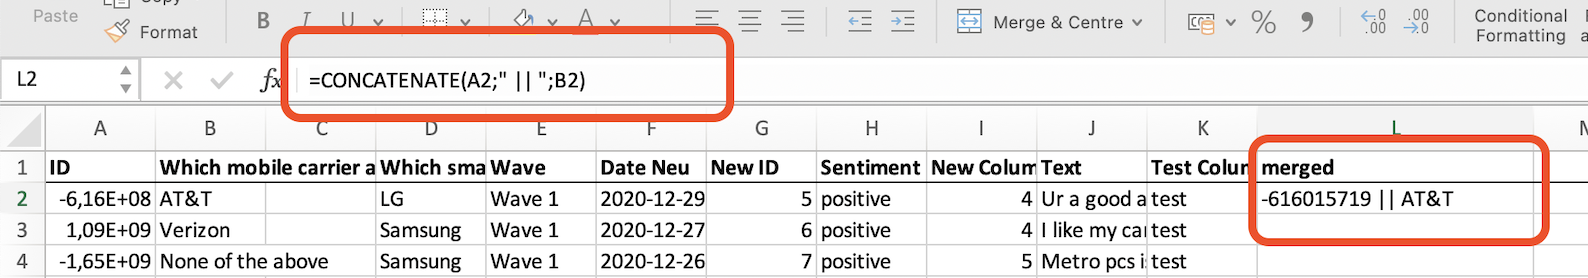 Copy
Paste
Format
B I U A
Merge & Centre
% 9
←0 .00
.00 →.0
Conditional
Formatting
L2
fx =CONCATENATE(A2;" || ";B2)
A B C D E F G H I J K L
1 ID Which mobile carrier a Which sma Wave Date Neu New ID Sentiment New Colum Text Test Colun merged
2 -6,16E+08 AT&T LG Wave 1 2020-12-29 5 positive 4 Ur a good a test -616015719 || AT&T
3 1,09E+09 Verizon Samsung Wave 1 2020-12-27 6 positive 4 I like my ca test
4 -1,65E+09 None of the above Samsung Wave 1 2020-12-26 7 positive 5 Metro pcs i test